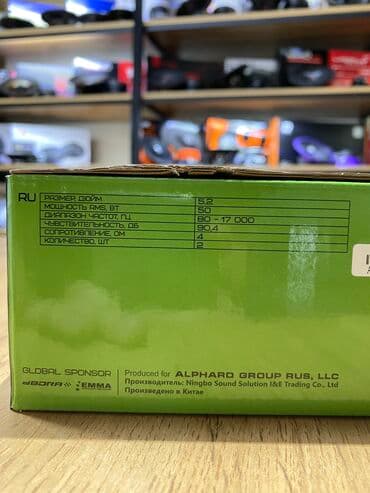 RU
РАЗМЕР, ДЮЙМ 5.2
МОЩНОСТЬ RMS, ВТ 50
ДИАПАЗОН ЧАСТОТ, ГЦ 80 - 17 000
ЧУВСТВИТЕЛЬНОСТЬ, ДБ 90,4
СОПРОТИВЛЕНИЕ, ОМ 4
КОЛИЧЕСТВО, ШТ 2
GLOBAL SPONSOR
EMMA
Produced for ALPHARD GROUP RUS, LLC
Производитель: Ningbo Sound Solution I&E Trading Co., Ltd
Произведено в Китае